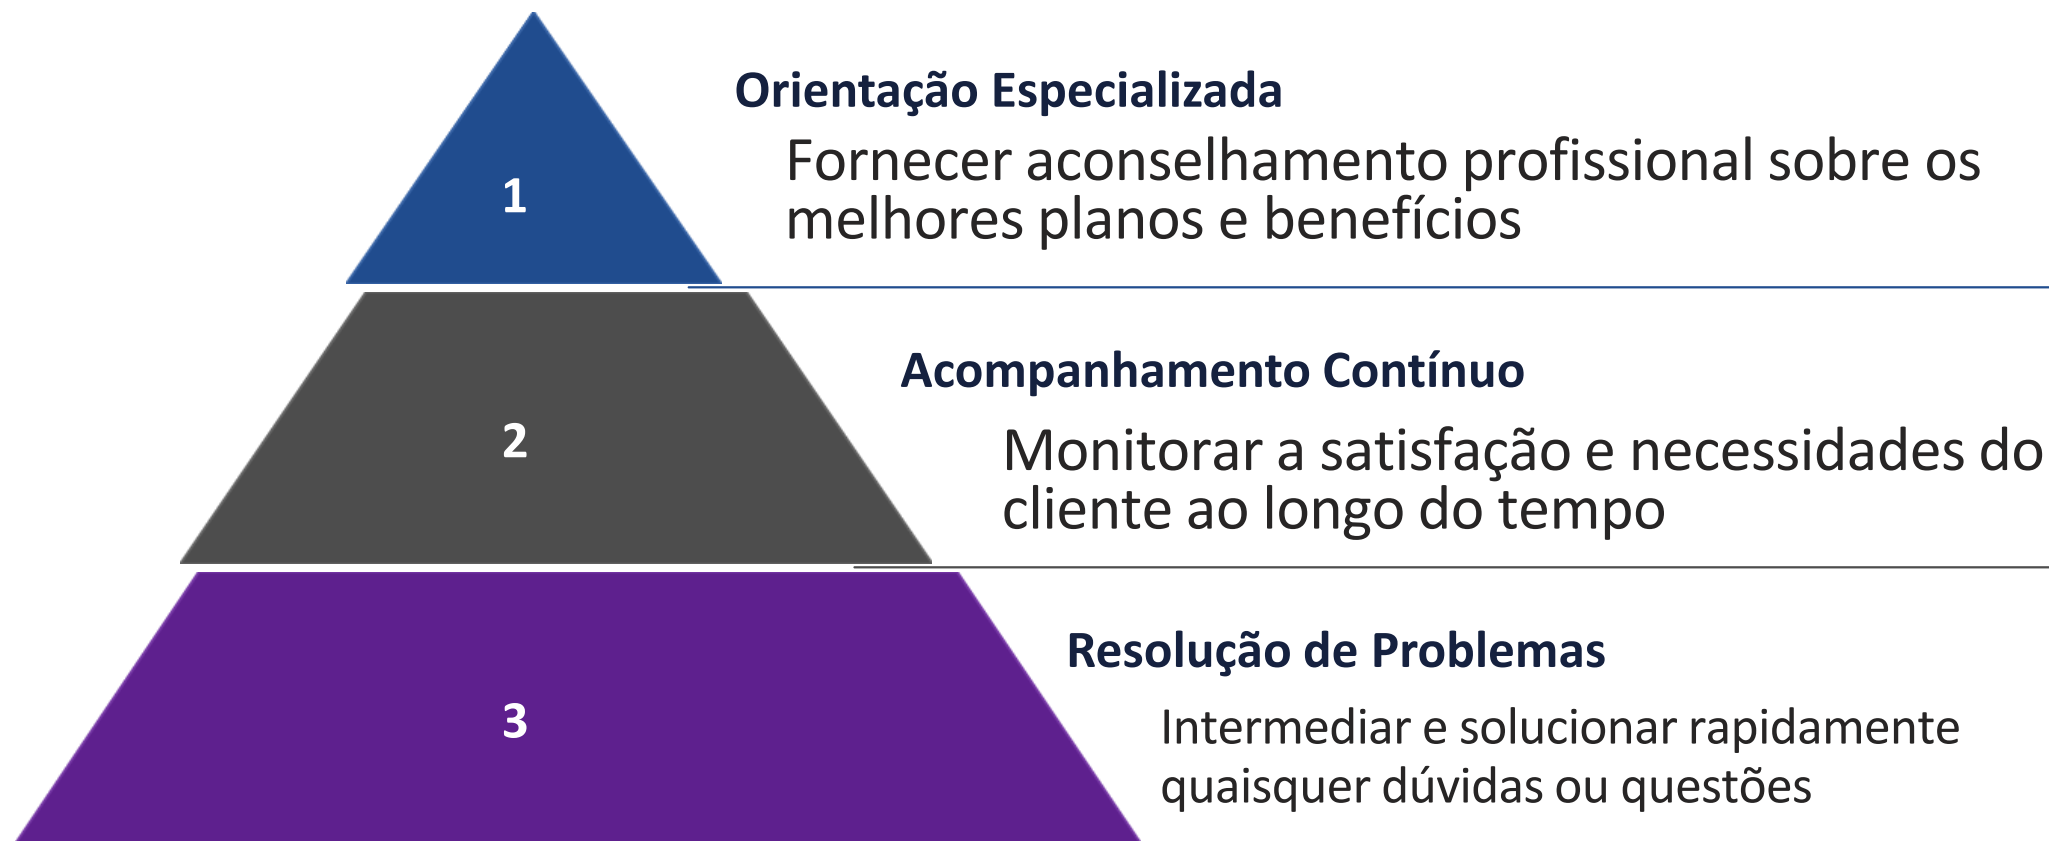 1
Orientação Especializada
Fornecer aconselhamento profissional sobre os
melhores planos e benefícios
2
Acompanhamento Contínuo
Monitorar a satisfação e necessidades do
cliente ao longo do tempo
3
Resolução de Problemas
Intermediar e solucionar rapidamente
quaisquer dúvidas ou questões